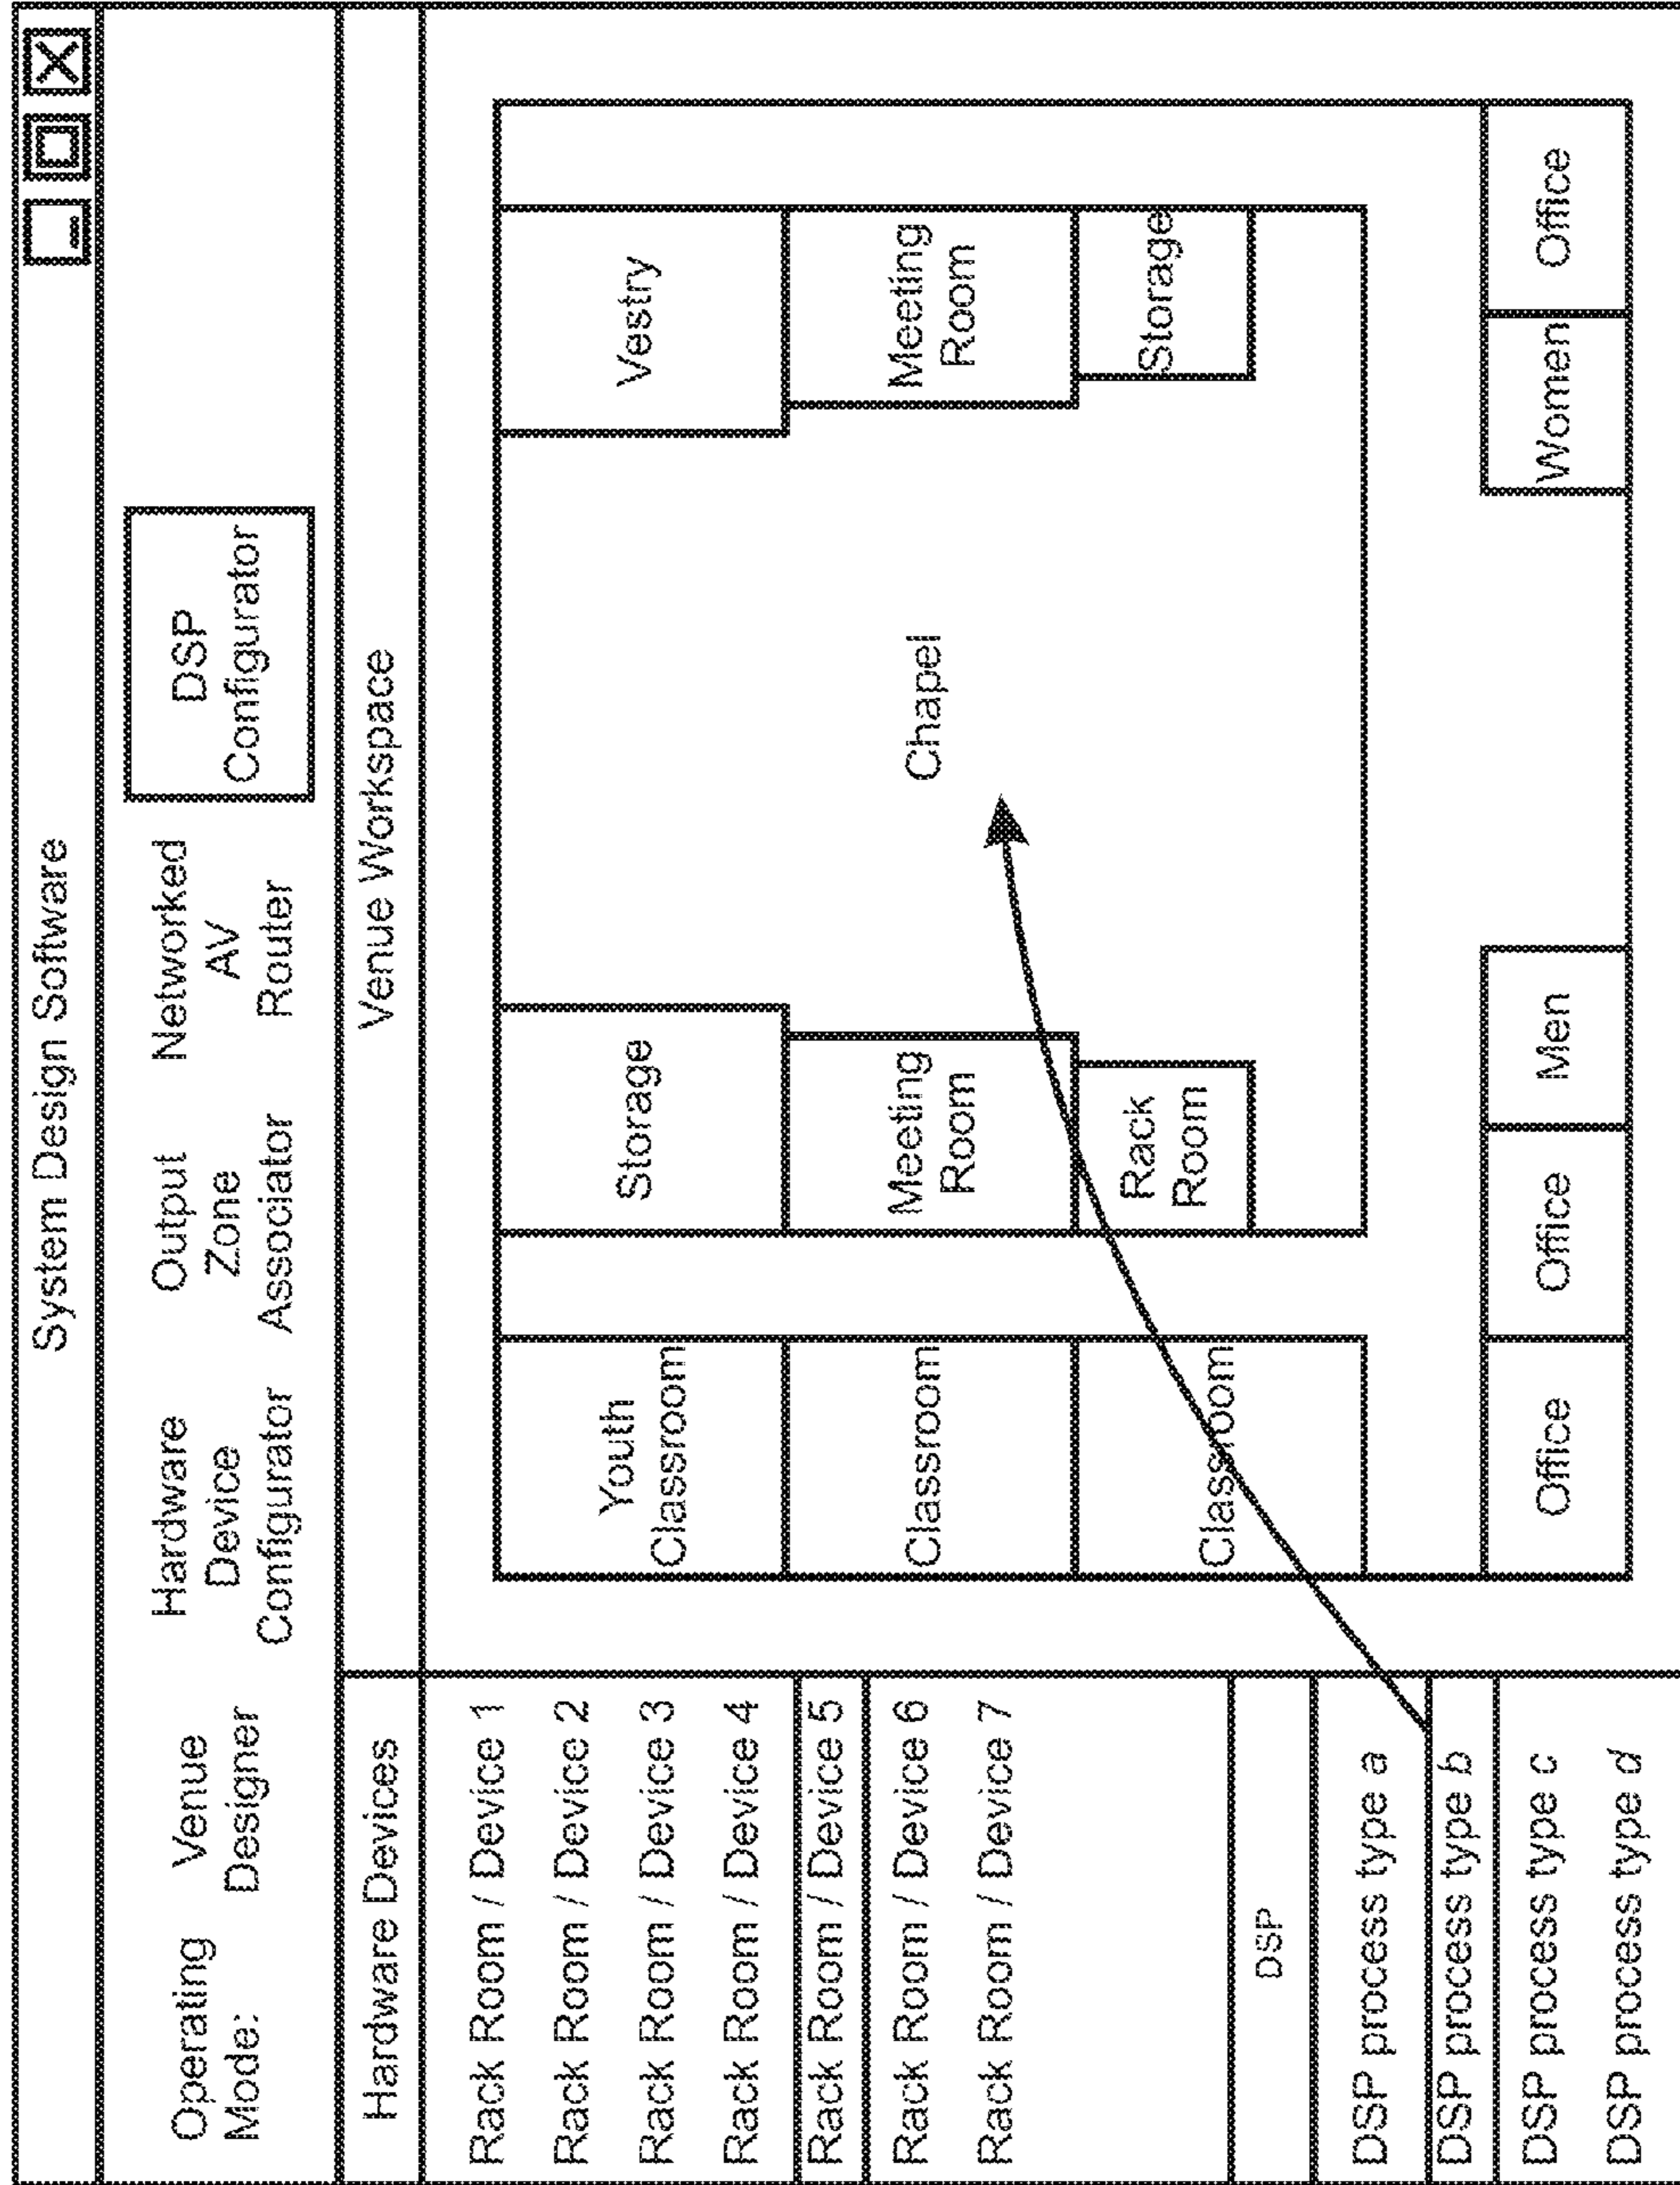 System Design Software
Operating
Mode:
Venue
Designer
Hardware
Device
Configurator
Output
Zone
Associator
Networked
AV
Router
DSP
Configurator
Hardware Devices
Venue Workspace
Rack Room / Device 1
Rack Room / Device 2
Rack Room / Device 3
Rack Room / Device 4
Rack Room / Device 5
Rack Room / Device 6
Rack Room / Device 7
DSP
DSP process type a
DSP process type b
DSP process type c
DSP process type d
Youth
Classroom
Storage
Vestry
Classroom
Meeting
Room
Chapel
Meeting
Room
Classroom
Rack
Room
Storage
Office
Office
Men
Women
Office